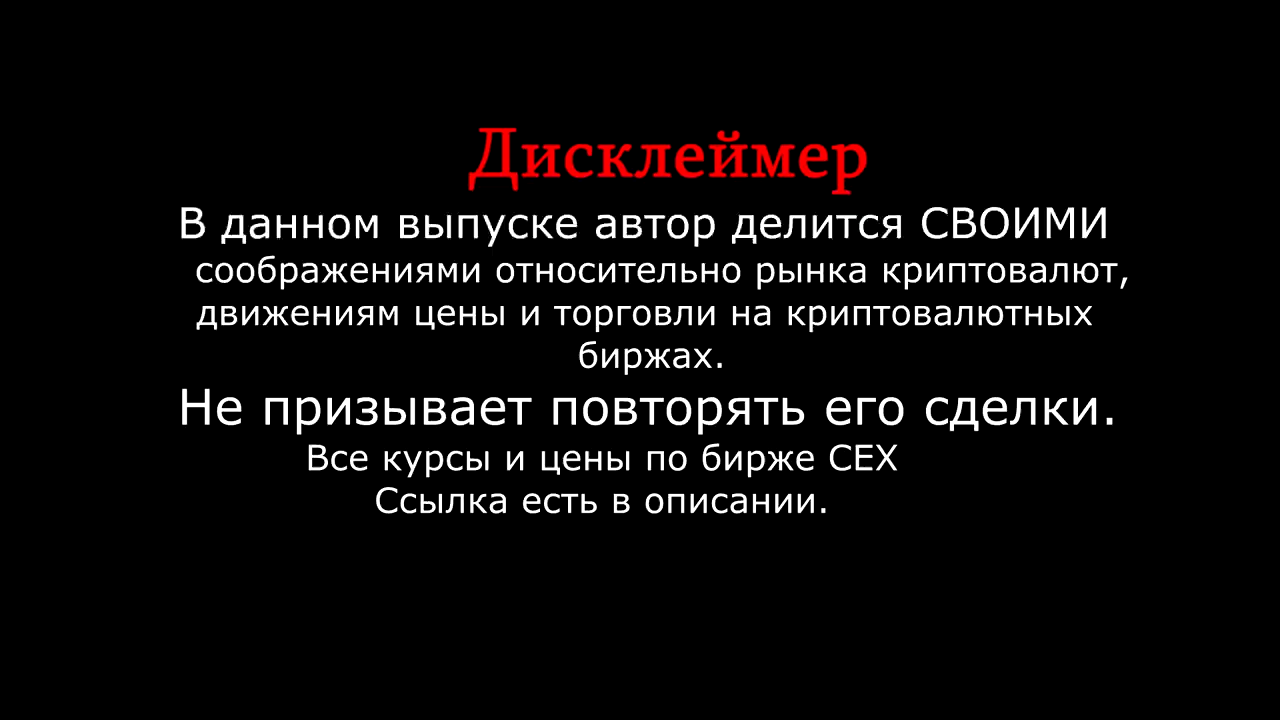 Дисклеймер
В данном выпуске автор делится СВОИМИ
соображениями относительно рынка криптовалют,
движениям цены и торговли на криптовалютных
биржах.
Не призывает повторять его сделки.
Все курсы и цены по бирже CEX
Ссылка есть в описании.